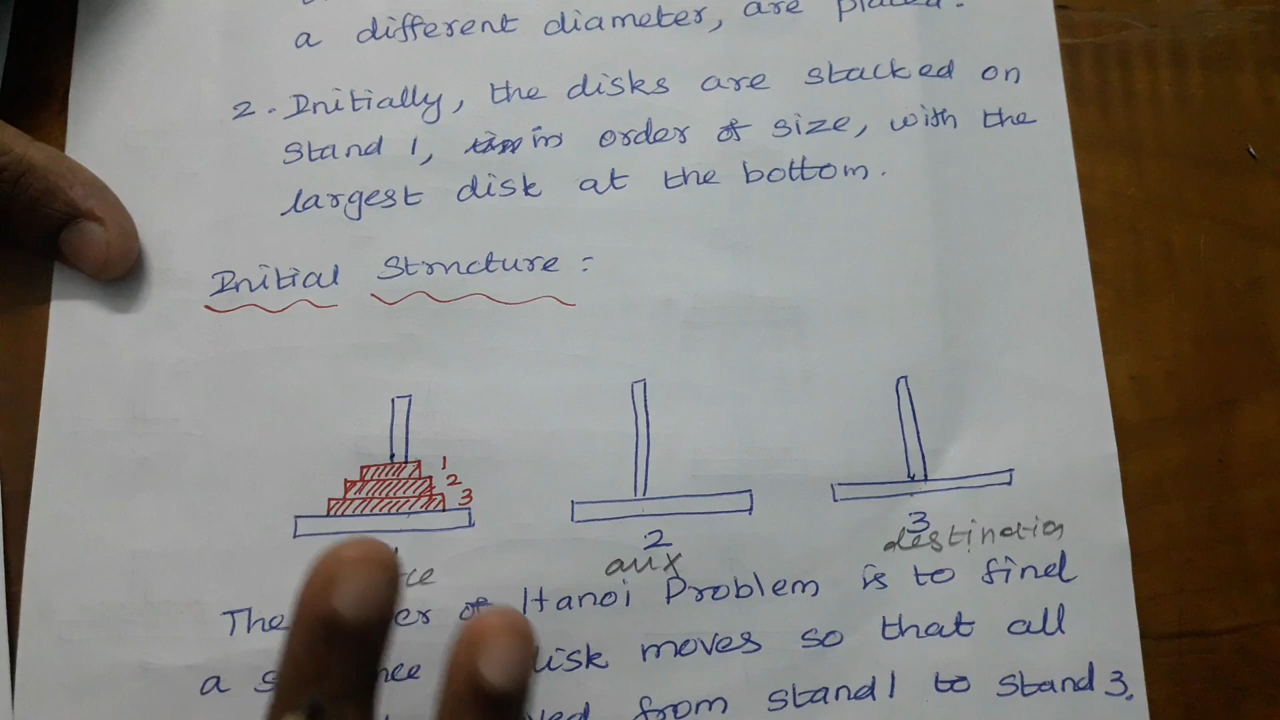 a different diameter, are placed.
2. Initially, the disks are stacked on
Stand 1, in order of size, with the
largest disk at the bottom.
Initial Structure:
1
2
3
2
3
aux
destination
The of Hanoi Problem is to find
a disk moves so that all
from stand 1 to stand 3.